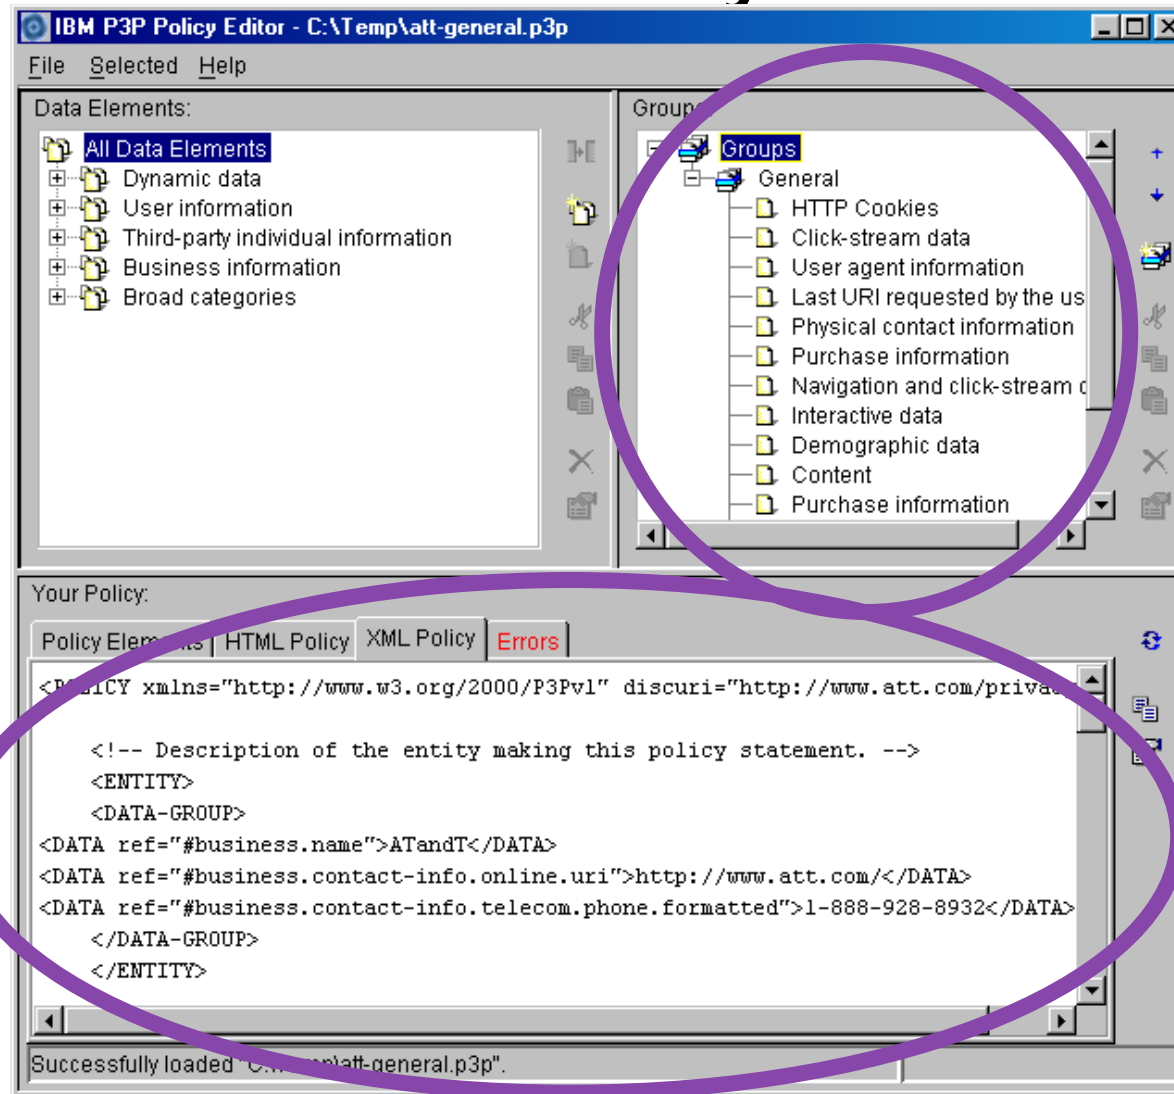 IBM P3P Policy Editor - C:\Temp\att-general.p3p
File Selected Help
Data Elements:
All Data Elements
Dynamic data
User information
Third-party individual information
Business information
Broad categories
Groups
Groups
General
HTTP Cookies
Click-stream data
User agent information
Last URI requested by the us
Physical contact information
Purchase information
Navigation and click-stream
Interactive data
Demographic data
Content
Purchase information
Your Policy:
Policy Elements HTML Policy XML Policy Errors
<POLICY xmlns="http://www.w3.org/2000/P3Pv1" discuri="http://www.att.com/privac
<!-- Description of the entity making this policy statement. -->
<ENTITY>
<DATA-GROUP>
<DATA ref="#business.name">ATandT</DATA>
<DATA ref="#business.contact-info.online.uri">http://www.att.com/</DATA>
<DATA ref="#business.contact-info.telecom.phone.formatted">1-888-928-8932</DATA>
</DATA-GROUP>
</ENTITY>
Successfully loaded "C:\Temp\att-general.p3p".